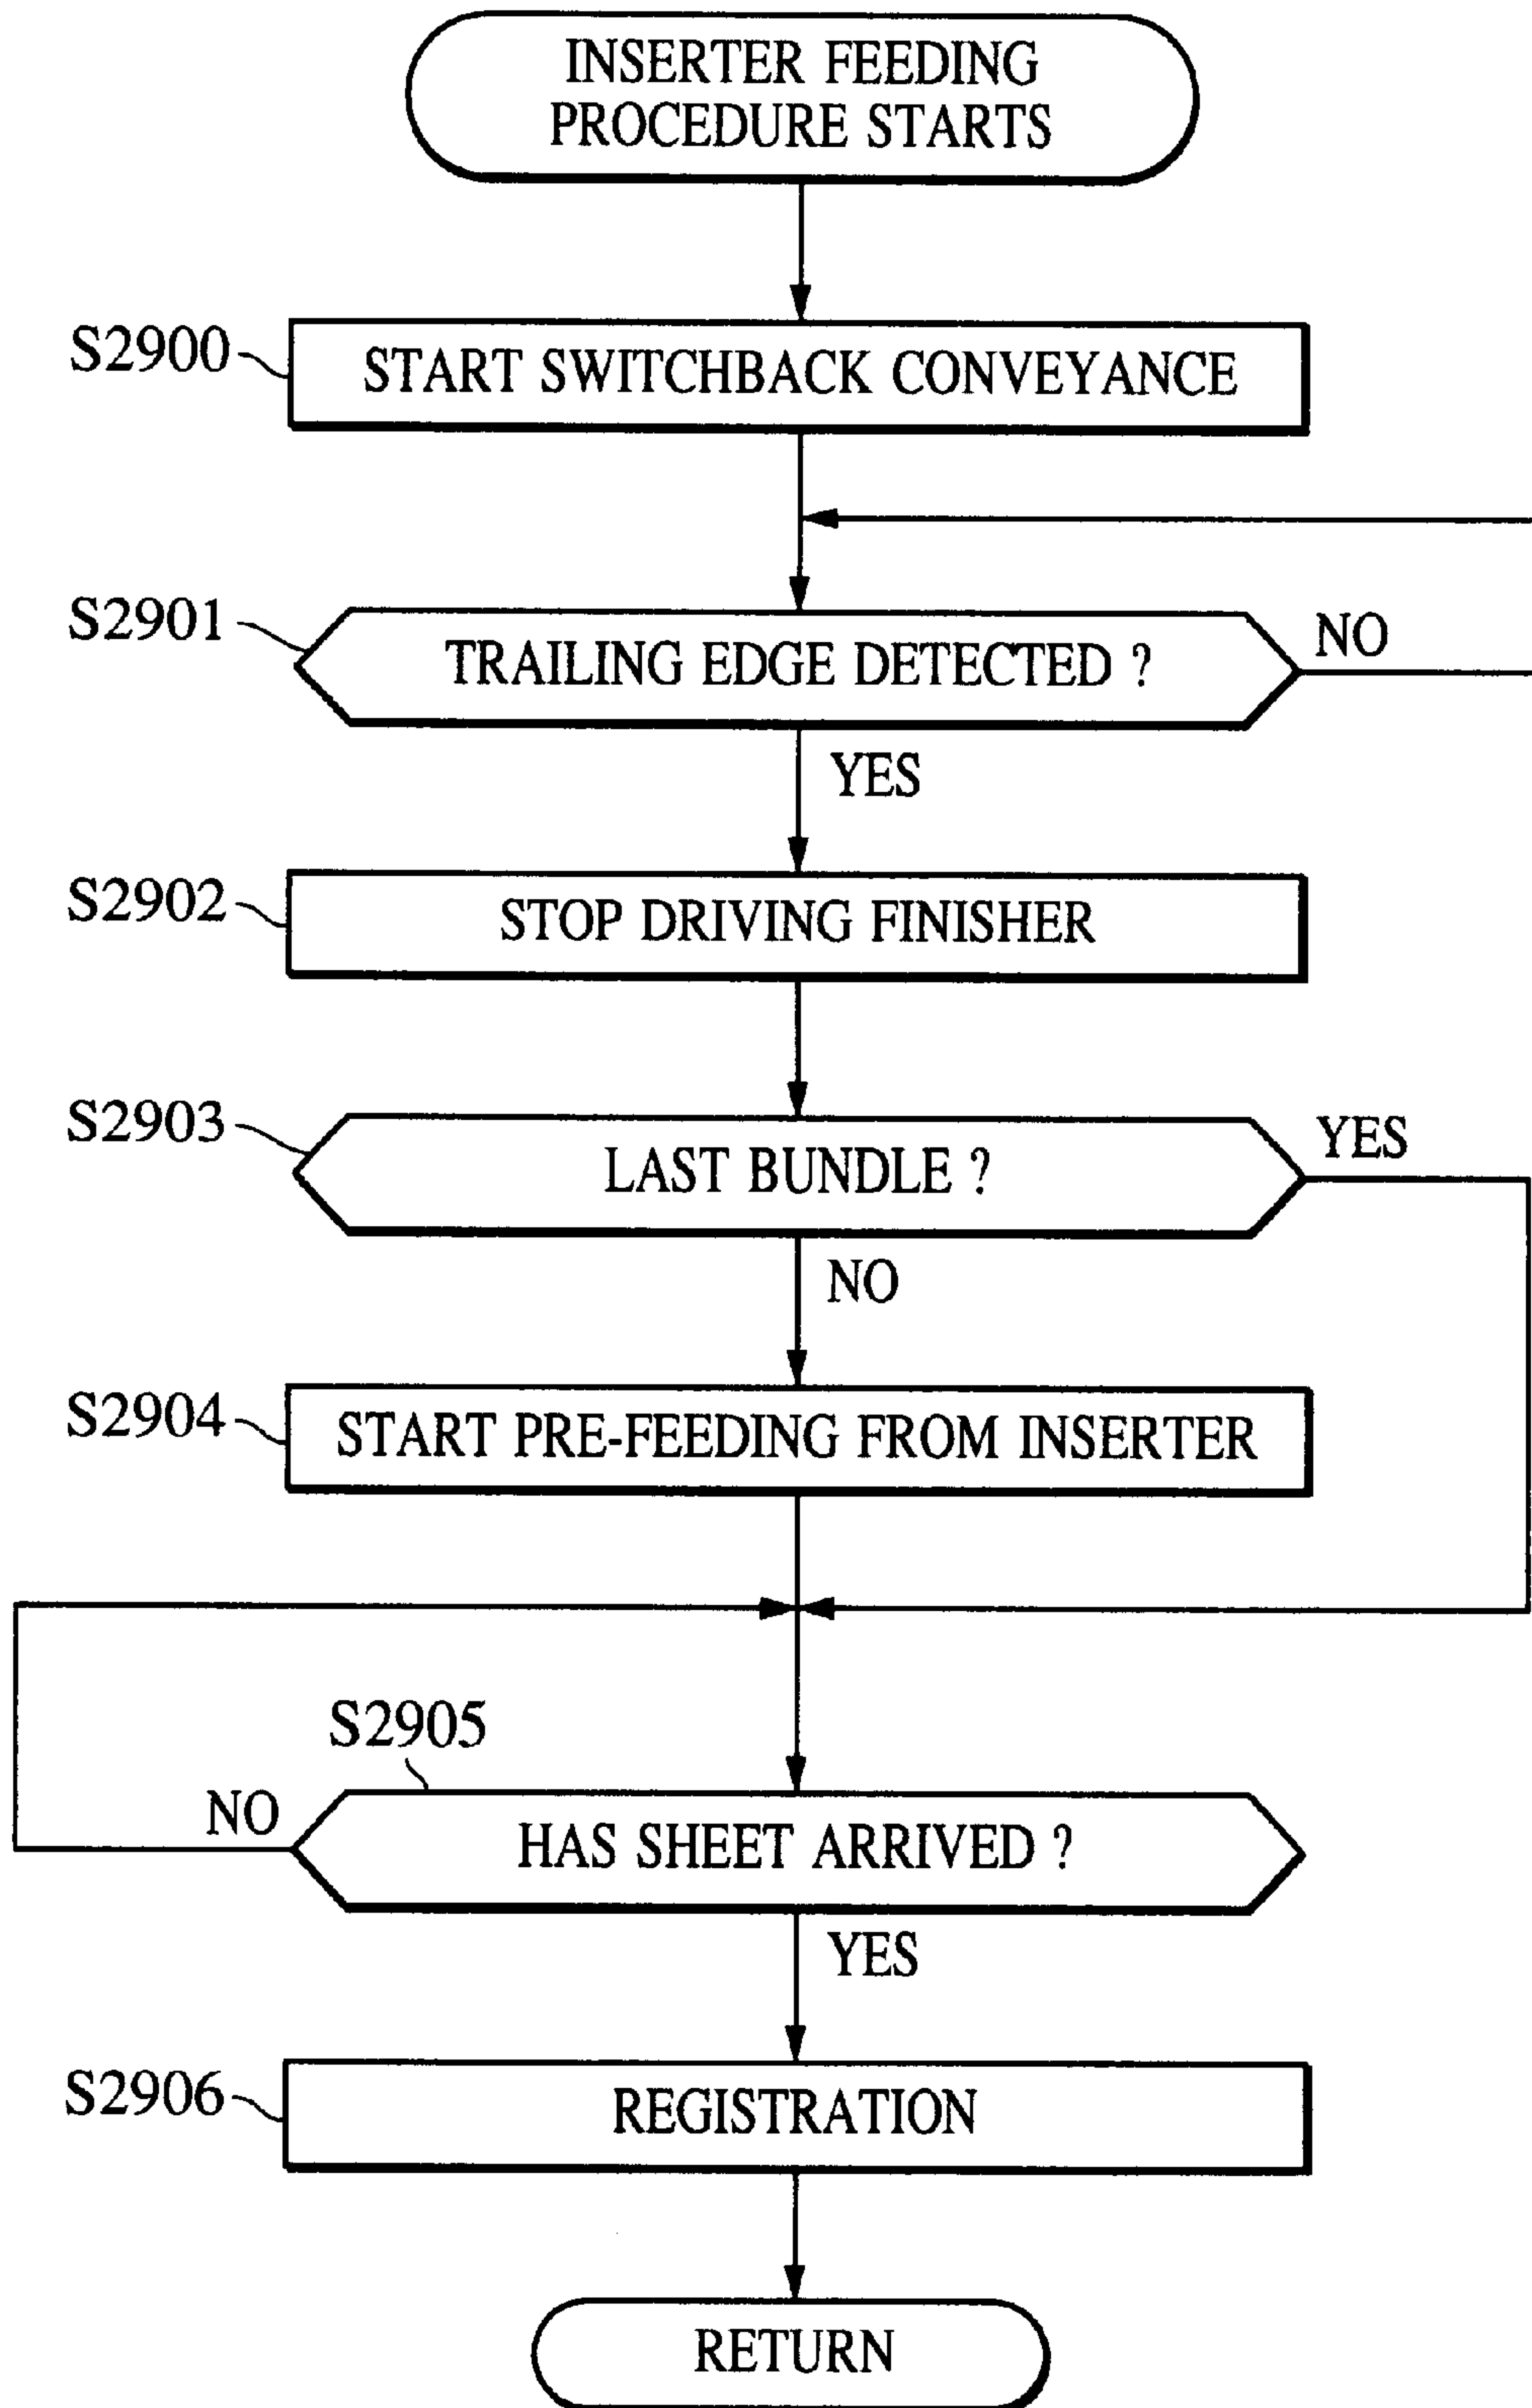 INSERTER FEEDING
PROCEDURE STARTS
S2900
START SWITCHBACK CONVEYANCE
S2901
TRAILING EDGE DETECTED ?
NO
YES
S2902
STOP DRIVING FINISHER
S2903
LAST BUNDLE ?
YES
NO
S2904
START PRE-FEEDING FROM INSERTER
S2905
NO
HAS SHEET ARRIVED ?
YES
S2906
REGISTRATION
RETURN